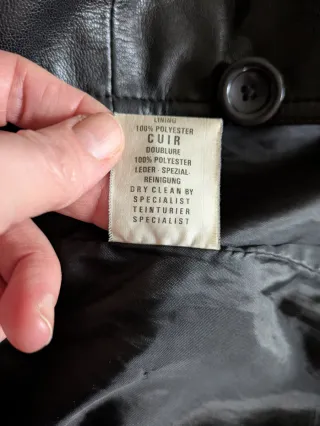 LINING
100% POLYESTER
CUIR
DOUBLURE
100% POLYESTER
LEDER-SPEZIAL-
REINIGUNG
DRY CLEAN BY
SPECIALIST
TEINTURIER
SPECIALIST